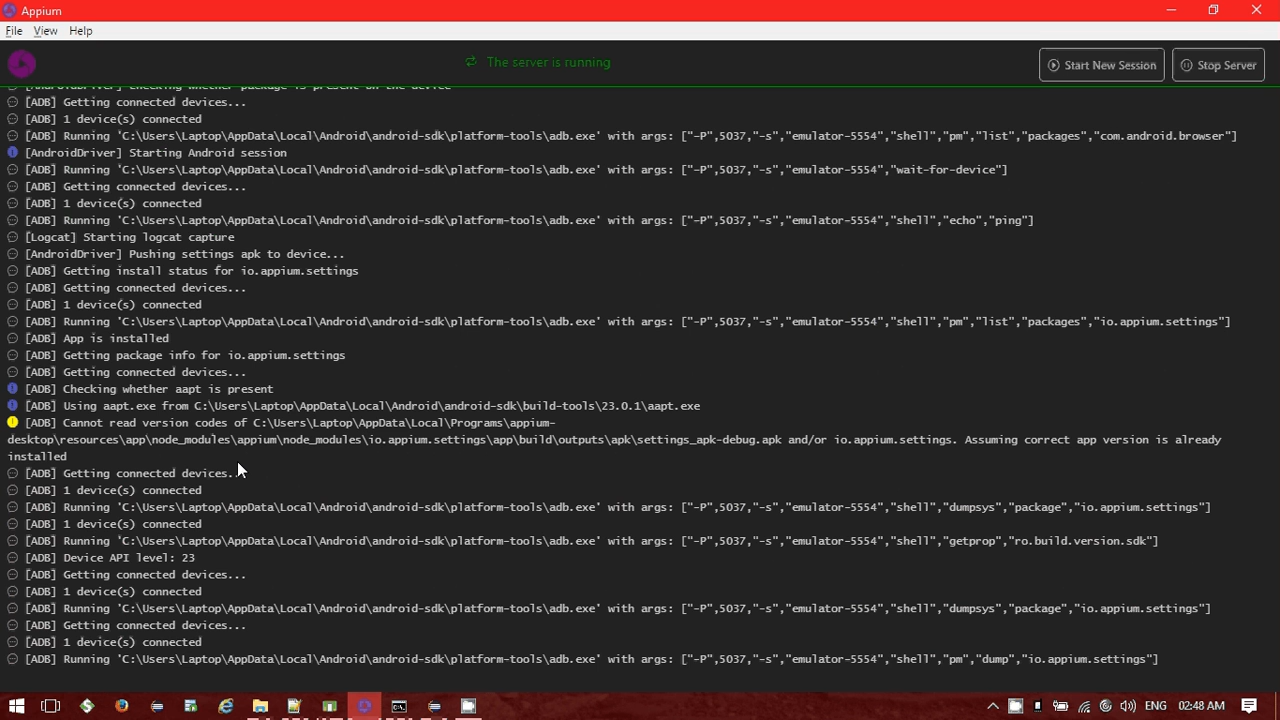 Appium
File View Help
The server is running
Start New Session
Stop Server
[AndroidDriver] Checking whether package is present on the device
[ADB] Getting connected devices...
[ADB] 1 device(s) connected
[ADB] Running 'C:\Users\Laptop\AppData\Local\Android\android-sdk\platform-tools\adb.exe' with args: ["-P",5037,"-s","emulator-5554","shell","pm","list","packages","com.android.browser"]
[AndroidDriver] Starting Android session
[ADB] Running 'C:\Users\Laptop\AppData\Local\Android\android-sdk\platform-tools\adb.exe' with args: ["-P",5037,"-s","emulator-5554","wait-for-device"]
[ADB] Getting connected devices...
[ADB] 1 device(s) connected
[ADB] Running 'C:\Users\Laptop\AppData\Local\Android\android-sdk\platform-tools\adb.exe' with args: ["-P",5037,"-s","emulator-5554","shell","echo","ping"]
[Logcat] Starting logcat capture
[AndroidDriver] Pushing settings apk to device...
[ADB] Getting install status for io.appium.settings
[ADB] Getting connected devices...
[ADB] 1 device(s) connected
[ADB] Running 'C:\Users\Laptop\AppData\Local\Android\android-sdk\platform-tools\adb.exe' with args: ["-P",5037,"-s","emulator-5554","shell","pm","list","packages","io.appium.settings"]
[ADB] App is installed
[ADB] Getting package info for io.appium.settings
[ADB] Getting connected devices...
[ADB] Checking whether aapt is present
[ADB] Using aapt.exe from C:\Users\Laptop\AppData\Local\Android\android-sdk\build-tools\23.0.1\aapt.exe
[ADB] Cannot read version codes of C:\Users\Laptop\AppData\Local\Programs\appium-
desktop\resources\app\node_modules\appium\node_modules\io.appium.settings\app\build\outputs\apk\settings_apk-debug.apk and/or io.appium.settings. Assuming correct app version is already
installed
[ADB] Getting connected devices...
[ADB] 1 device(s) connected
[ADB] Running 'C:\Users\Laptop\AppData\Local\Android\android-sdk\platform-tools\adb.exe' with args: ["-P",5037,"-s","emulator-5554","shell","dumpsys","package","io.appium.settings"]
[ADB] 1 device(s) connected
[ADB] Running 'C:\Users\Laptop\AppData\Local\Android\android-sdk\platform-tools\adb.exe' with args: ["-P",5037,"-s","emulator-5554","shell","getprop","ro.build.version.sdk"]
[ADB] Device API level: 23
[ADB] Getting connected devices...
[ADB] 1 device(s) connected
[ADB] Running 'C:\Users\Laptop\AppData\Local\Android\android-sdk\platform-tools\adb.exe' with args: ["-P",5037,"-s","emulator-5554","shell","dumpsys","package","io.appium.settings"]
[ADB] Getting connected devices...
[ADB] 1 device(s) connected
[ADB] Running 'C:\Users\Laptop\AppData\Local\Android\android-sdk\platform-tools\adb.exe' with args: ["-P",5037,"-s","emulator-5554","shell","pm","dump","io.appium.settings"]
ENG 02:48 AM